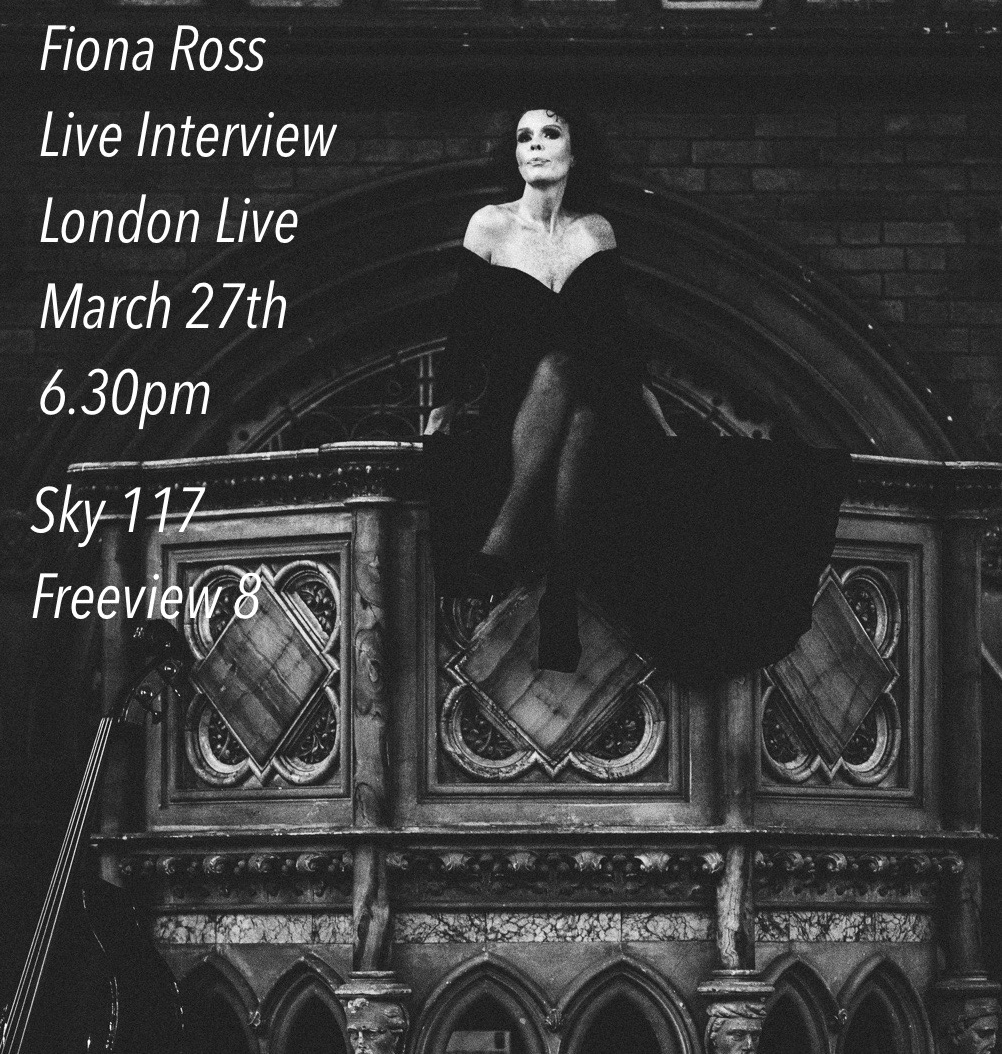 Fiona Ross
Live Interview
London Live
March 27th
6.30pm
Sky 117
Freeview 8